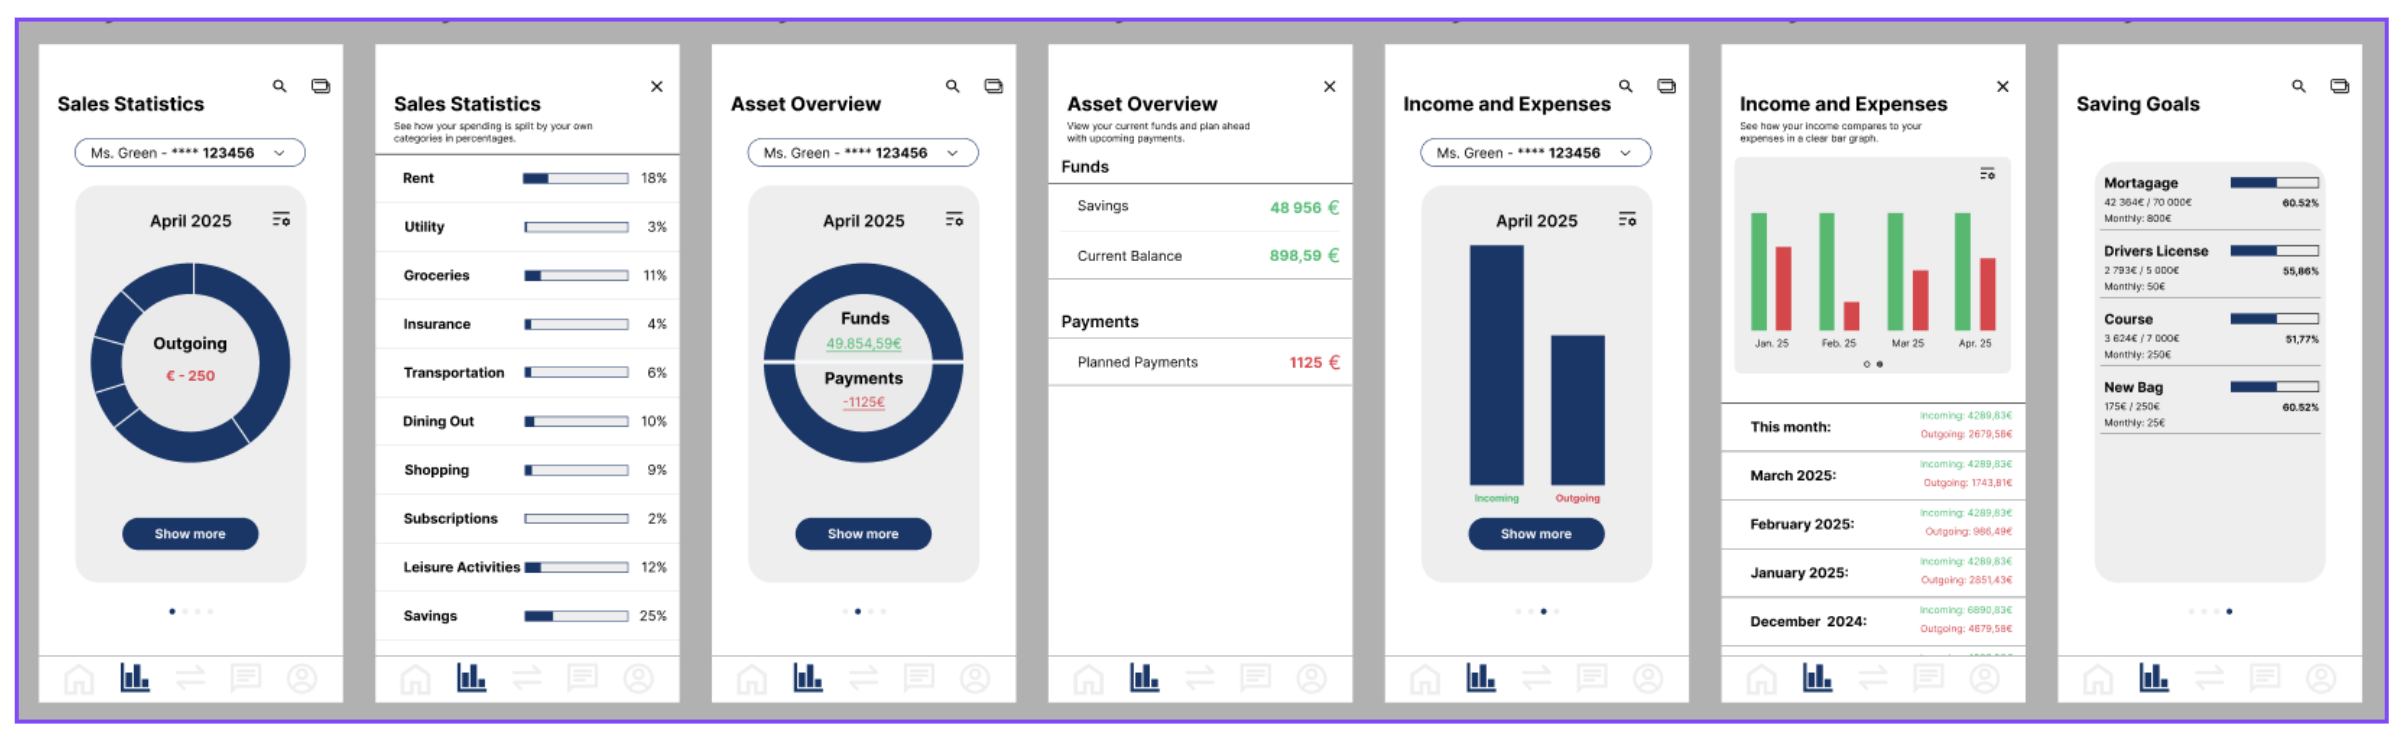 Sales Statistics
Ms. Green - **** 123456
April 2025
Outgoing
€ - 250
Show more
Sales Statistics
See how your spending is split by your own
categories in percentages.
Rent 18%
Utility 3%
Groceries 11%
Insurance 4%
Transportation 6%
Dining Out 10%
Shopping 9%
Subscriptions 2%
Leisure Activities 12%
Savings 25%
Asset Overview
Ms. Green - **** 123456
April 2025
Funds
49.854,59€
Payments
-1125€
Show more
Asset Overview
View your current funds and plan ahead
with upcoming payments.
Funds
Savings 48 956 €
Current Balance 898,59 €
Payments
Planned Payments 1125 €
Income and Expenses
Ms. Green - **** 123456
April 2025
Incoming Outgoing
Show more
Income and Expenses
See how your income compares to your
expenses in a clear bar graph.
Jan. 25 Feb. 25 Mar 25 Apr. 25
This month:
Incoming: 4289,83€
Outgoing: 2679,58€
March 2025:
Incoming: 4289,83€
Outgoing: 1743,81€
February 2025:
Incoming: 4289,83€
Outgoing: 986,49€
January 2025:
Incoming: 4289,83€
Outgoing: 2851,43€
December 2024:
Incoming: 6890,83€
Outgoing: 4679,58€
Saving Goals
Mortagage
42 364€ / 70 000€ 60.52%
Monthly: 800€
Drivers License
2 793€ / 5 000€ 55,86%
Monthly: 50€
Course
3 624€ / 7 000€ 51,77%
Monthly: 250€
New Bag
175€ / 250€ 60.52%
Monthly: 25€